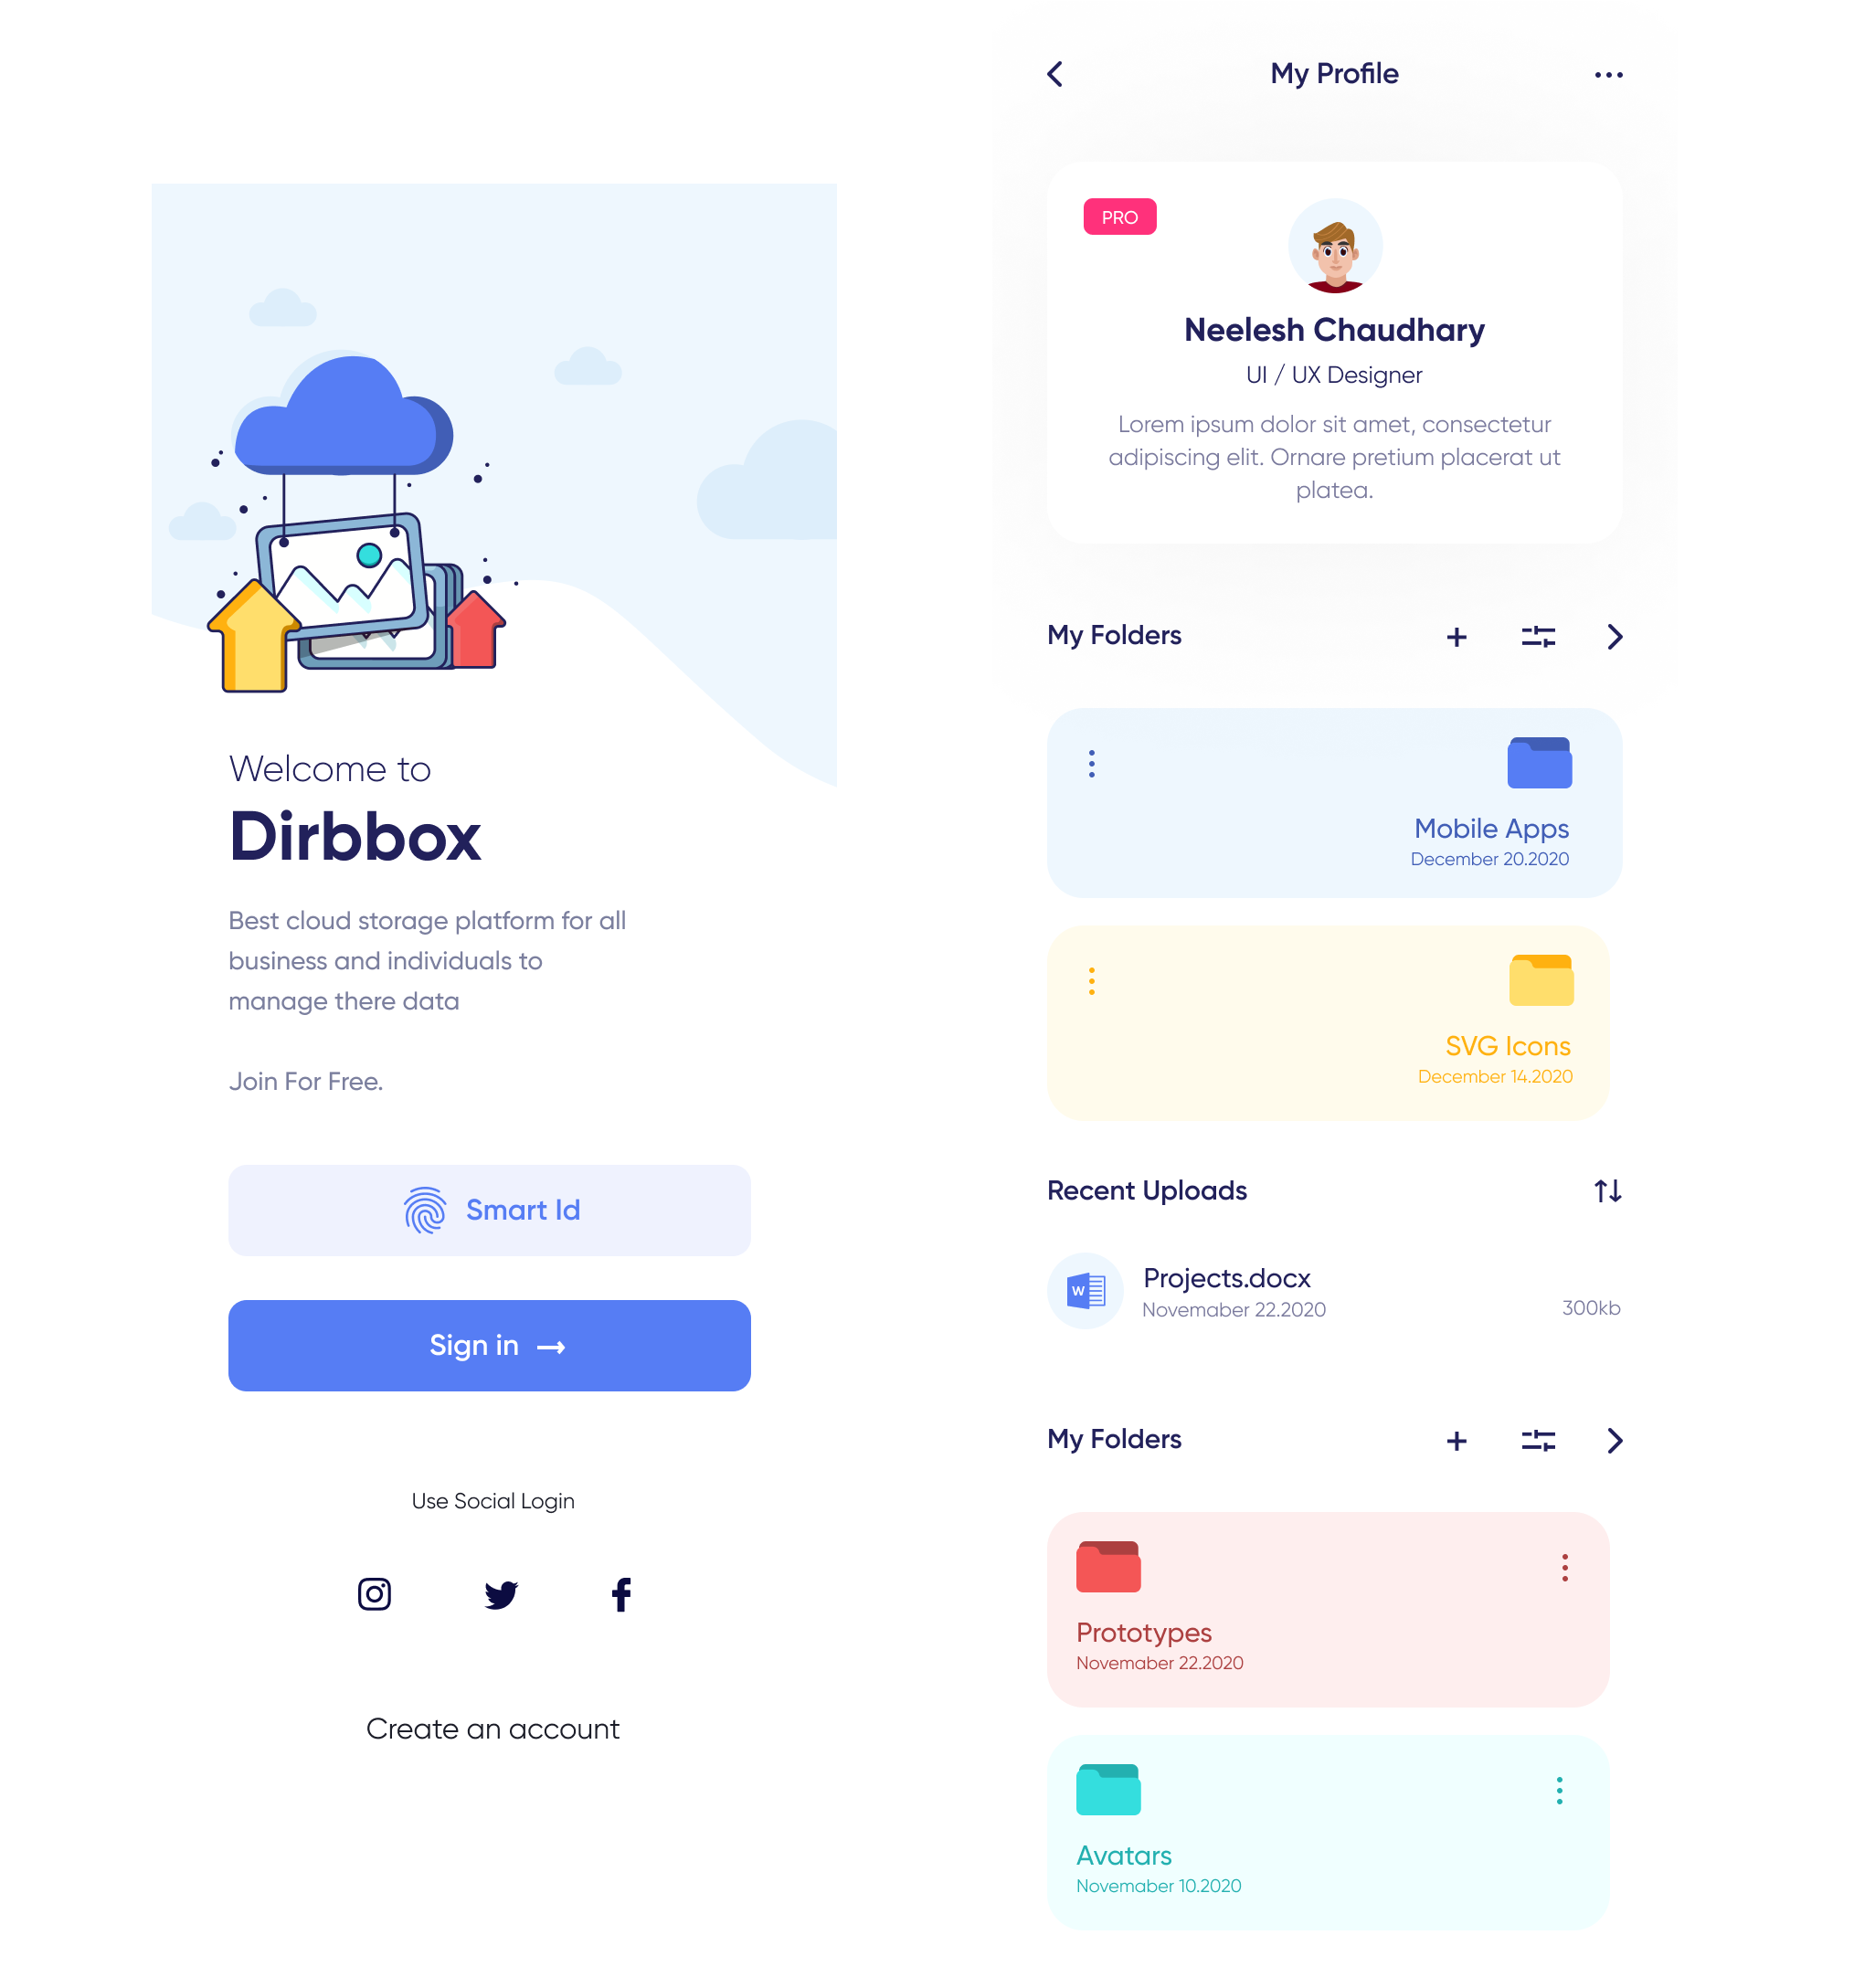 Welcome to
Dirbbox
Best cloud storage platform for all
business and individuals to
manage there data
Join For Free.
Smart Id
Sign in
Use Social Login
Create an account
My Profile
PRO
Neelesh Chaudhary
UI / UX Designer
Lorem ipsum dolor sit amet, consectetur
adipiscing elit. Ornare pretium placerat ut
platea.
My Folders
Mobile Apps
December 20.2020
SVG Icons
December 14.2020
Recent Uploads
W
Projects.docx
Novemaber 22.2020
300kb
My Folders
Prototypes
Novemaber 22.2020
Avatars
Novemaber 10.2020